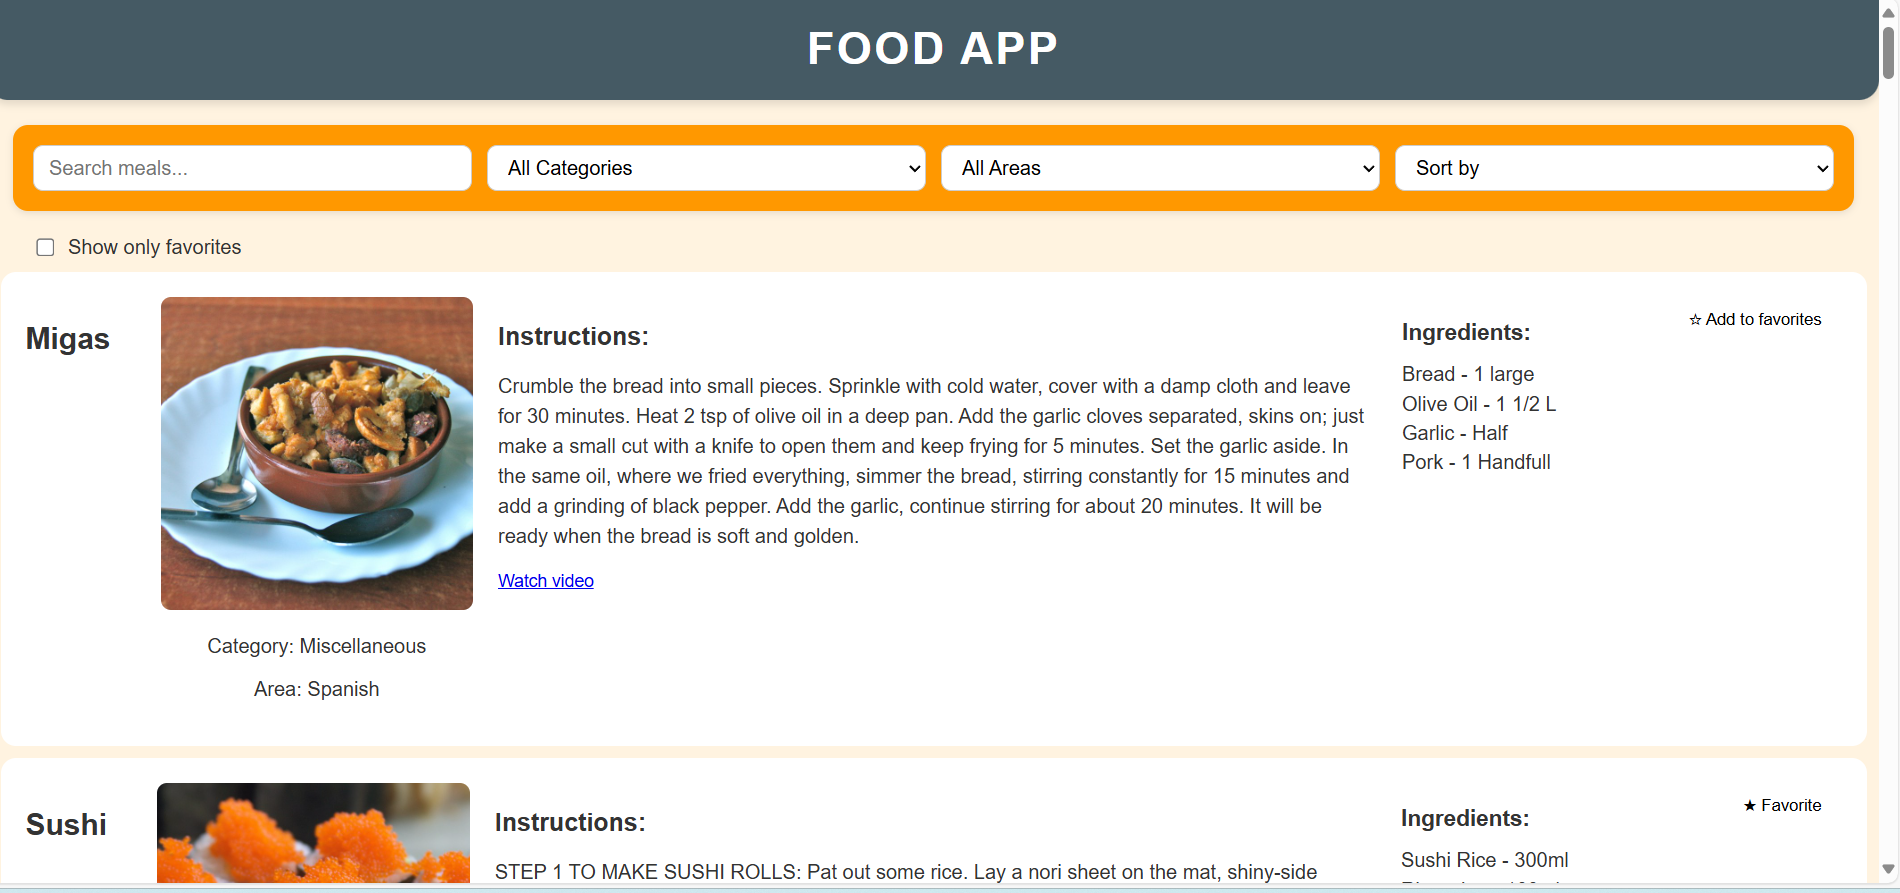 FOOD APP
Search meals...
All Categories
All Areas
Sort by
Show only favorites
Migas
Instructions:
Crumble the bread into small pieces. Sprinkle with cold water, cover with a damp cloth and leave
for 30 minutes. Heat 2 tsp of olive oil in a deep pan. Add the garlic cloves separated, skins on; just
make a small cut with a knife to open them and keep frying for 5 minutes. Set the garlic aside. In
the same oil, where we fried everything, simmer the bread, stirring constantly for 15 minutes and
add a grinding of black pepper. Add the garlic, continue stirring for about 20 minutes. It will be
ready when the bread is soft and golden.
Watch video
Category: Miscellaneous
Area: Spanish
Ingredients:
Bread - 1 large
Olive Oil - 1 1/2 L
Garlic - Half
Pork - 1 Handfull
☆ Add to favorites
Sushi
Instructions:
STEP 1 TO MAKE SUSHI ROLLS: Pat out some rice. Lay a nori sheet on the mat, shiny-side
Ingredients:
Sushi Rice - 300ml
★ Favorite